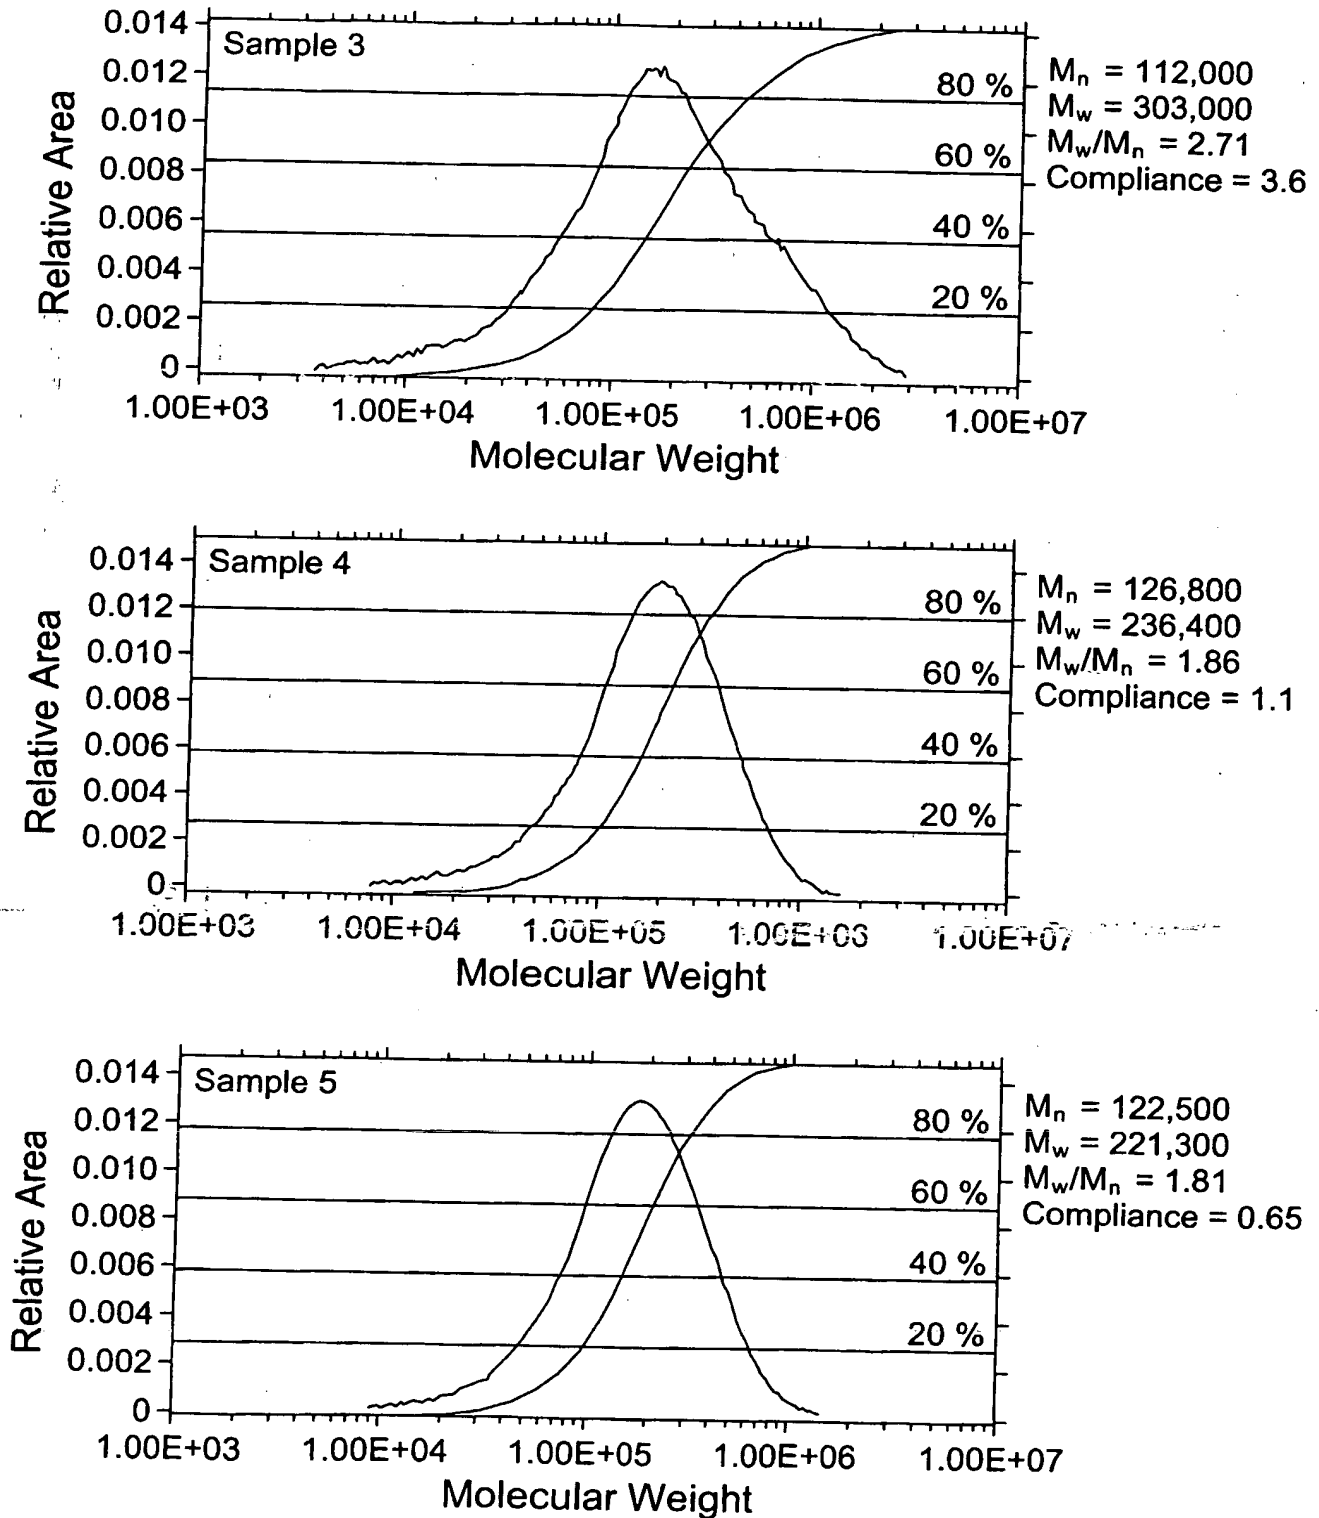 0.014
Sample 3
0.012
80 %
Mn = 112,000
0.010
Mw = 303,000
60 %
Mw/Mn = 2.71
0.008
Compliance = 3.6
0.006
40 %
0.004
0.002
20 %
0
Relative Area
1.00E+03 1.00E+04 1.00E+05 1.00E+06 1.00E+07
Molecular Weight
0.014
Sample 4
0.012
80 %
Mn = 126,800
0.010
Mw = 236,400
60 %
Mw/Mn = 1.86
0.008
Compliance = 1.1
0.006
40 %
0.004
0.002
20 %
0
Relative Area
1.00E+03 1.00E+04 1.00E+05 1.00E+07
Molecular Weight
0.014
Sample 5
0.012
80 %
Mn = 122,500
0.010
Mw = 221,300
60 %
Mw/Mn = 1.81
0.008
Compliance = 0.65
0.006
40 %
0.004
0.002
20 %
0
Relative Area
1.00E+03 1.00E+04 1.00E+05 1.00E+06 1.00E+07
Molecular Weight